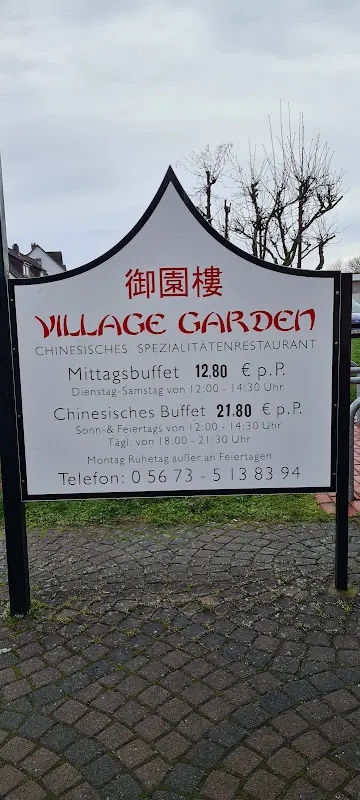 御園樓
VILLAGE GARDEN
CHINESISCHES SPEZIALITÄTENRESTAURANT
Mittagsbuffet 12,80 € p.P.
Dienstag-Samstag von 12:00 - 14:30 Uhr
Chinesisches Buffet 21.80 € p.P.
Sonn-& Feiertags von 12:00 - 14:30 Uhr
Tägl. von 18:00 - 21:30 Uhr
Montag Ruhetag außer an Feiertagen
Telefon: 0 56 73 - 5 13 83 94